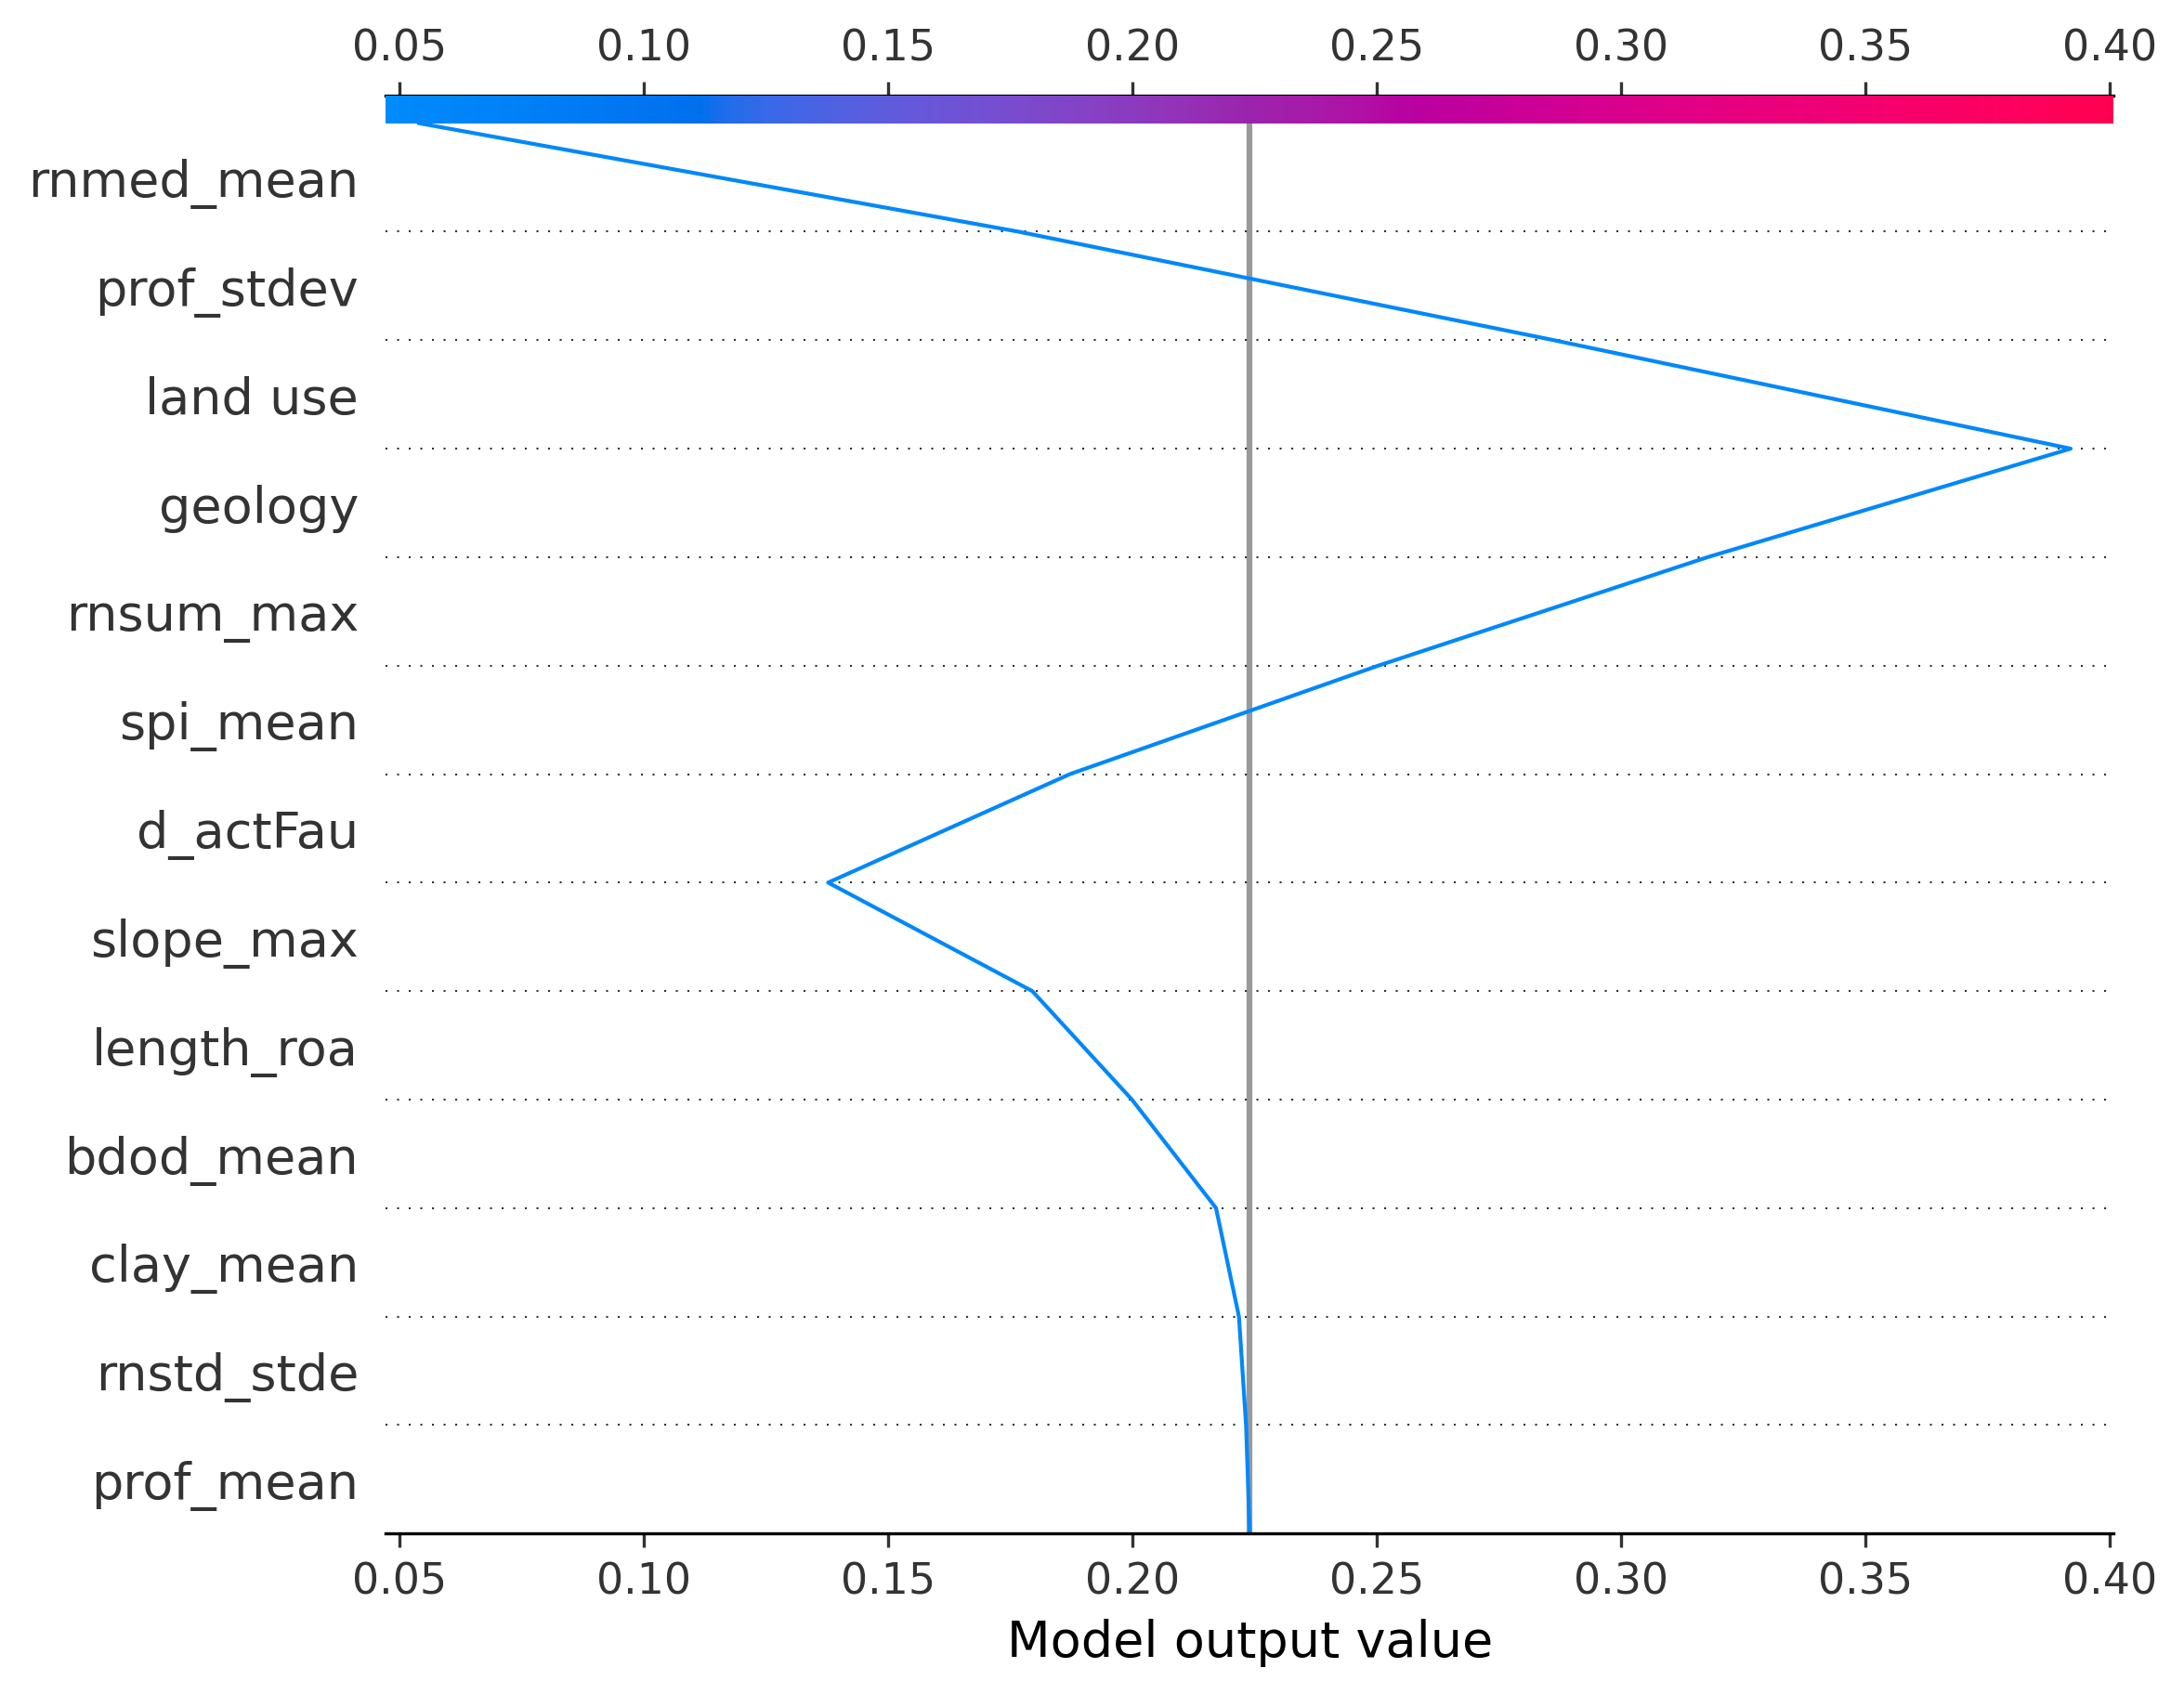 0.05 0.10 0.15 0.20 0.25 0.30 0.35 0.40
rnmed_mean
prof_stdev
land use
geology
rnsum_max
spi_mean
d_actFau
slope_max
length_roa
bdod_mean
clay_mean
rnstd_stde
prof_mean
0.05 0.10 0.15 0.20 0.25 0.30 0.35 0.40
Model output value